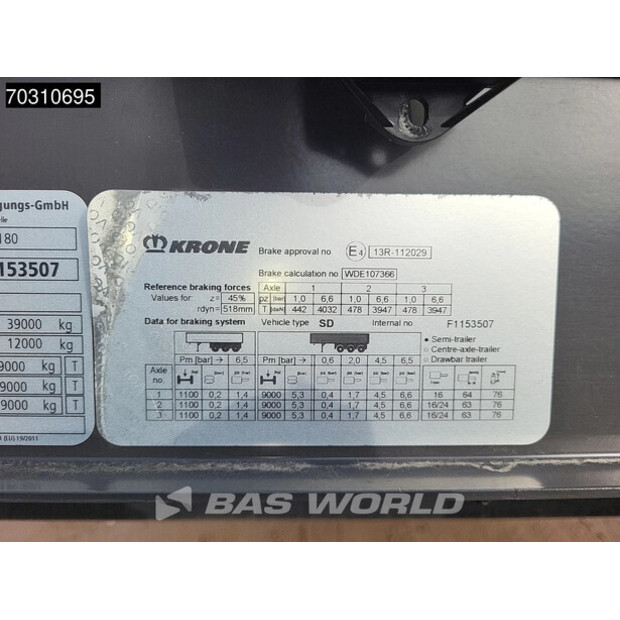 70310695
gungs-GmbH
180
153507
39000 kg
12000 kg
9000 kg T
9000 kg T
9000 kg T
(EU) 19/2011
KRONE
Brake approval no E4 13R-112029
Brake calculation no WDE107366
Reference braking forces Axle 1 2 3
Values for: z= 45% pz [bar] 1,0 6,6 1,0 6,6 1,0 6,6
rdyn= 518mm T [daN] 442 4032 478 3947 478 3947
Data for braking system Vehicle type SD Internal no F1153507
• Semi-trailer
○ Centre-axle-trailer
○ Drawbar trailer
Pm [bar] → 6,5 Pm [bar] → 0,6 2,0 4,5 6,5
Axle no.
1 1100 0,2 1,4 9000 5,3 0,4 1,7 4,5 6,6 16 64 76
2 1100 0,2 1,4 9000 5,3 0,4 1,7 4,5 6,6 16/24 63 76
3 1100 0,2 1,4 9000 5,3 0,4 1,7 4,5 6,6 16/24 63 76
BAS WORLD